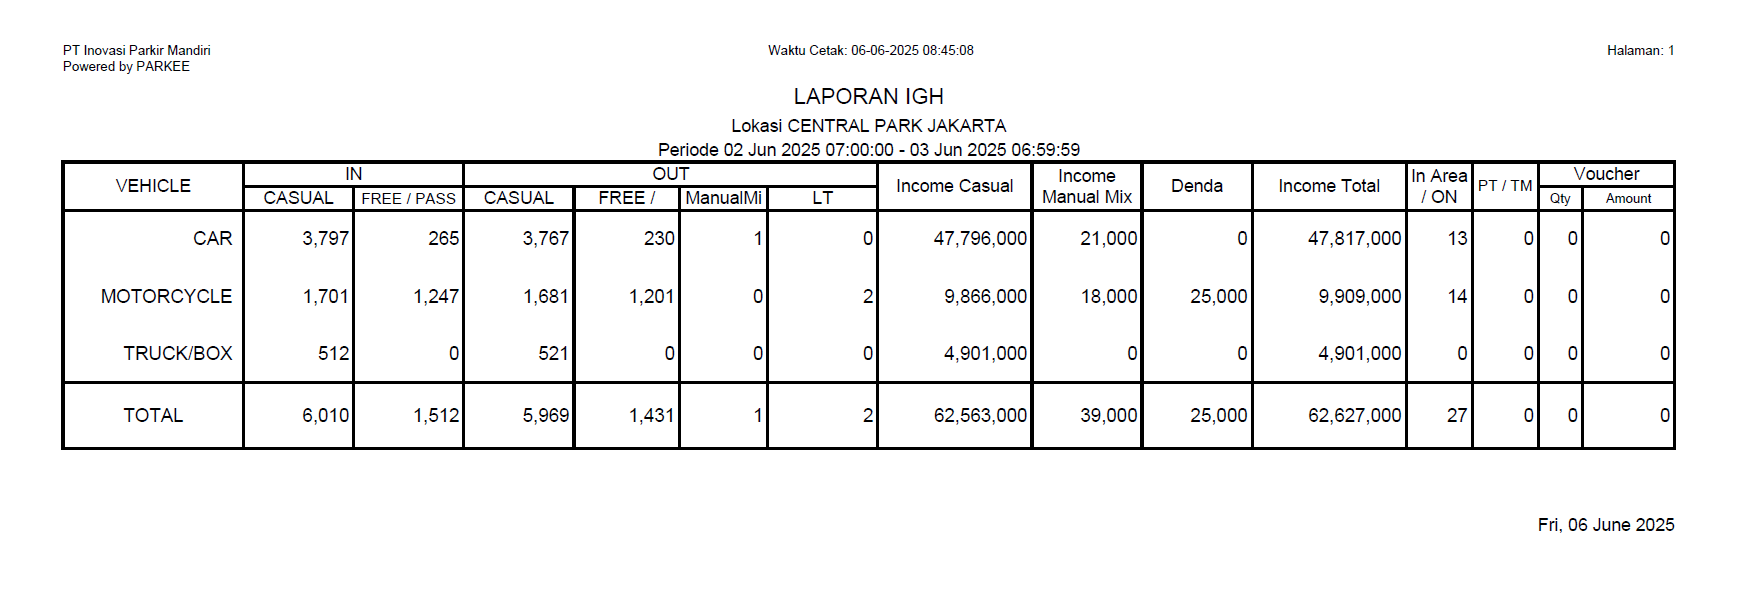 PT Inovasi Parkir Mandiri
Powered by PARKEE
Waktu Cetak: 06-06-2025 08:45:08
Halaman: 1
LAPORAN IGH
Lokasi CENTRAL PARK JAKARTA
Periode 02 Jun 2025 07:00:00 - 03 Jun 2025 06:59:59
VEHICLE IN OUT Income Casual Income Manual Mix Denda Income Total In Area / ON PT / TM Voucher
CASUAL FREE / PASS CASUAL FREE / ManualMi LT Qty Amount
CAR 3,797 265 3,767 230 1 0 47,796,000 21,000 0 47,817,000 13 0 0 0
MOTORCYCLE 1,701 1,247 1,681 1,201 0 2 9,866,000 18,000 25,000 9,909,000 14 0 0 0
TRUCK/BOX 512 0 521 0 0 0 4,901,000 0 0 4,901,000 0 0 0 0
TOTAL 6,010 1,512 5,969 1,431 1 2 62,563,000 39,000 25,000 62,627,000 27 0 0 0
Fri, 06 June 2025